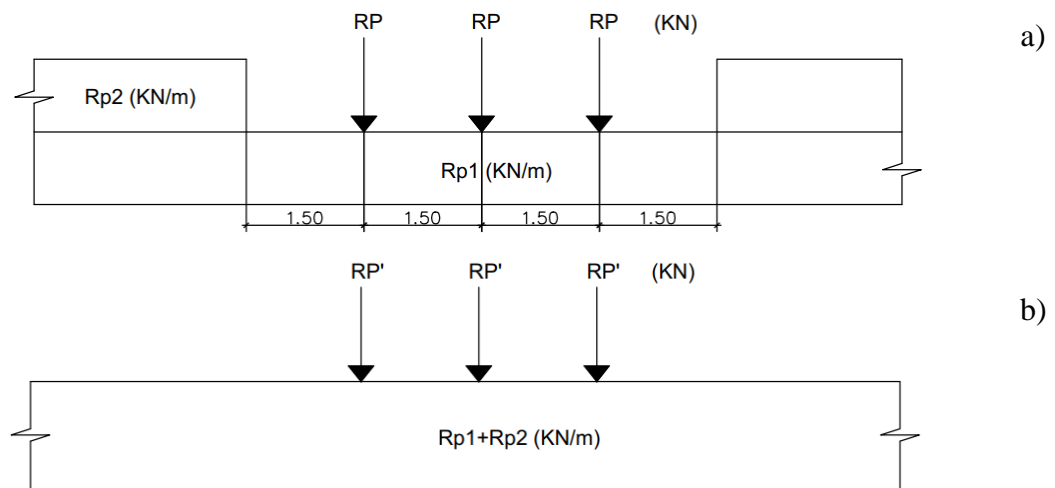 RP RP RP (KN)
a)
Rp2 (KN/m)
Rp1 (KN/m)
1.50 1.50 1.50 1.50
RP' RP' RP' (KN)
b)
Rp1+Rp2 (KN/m)